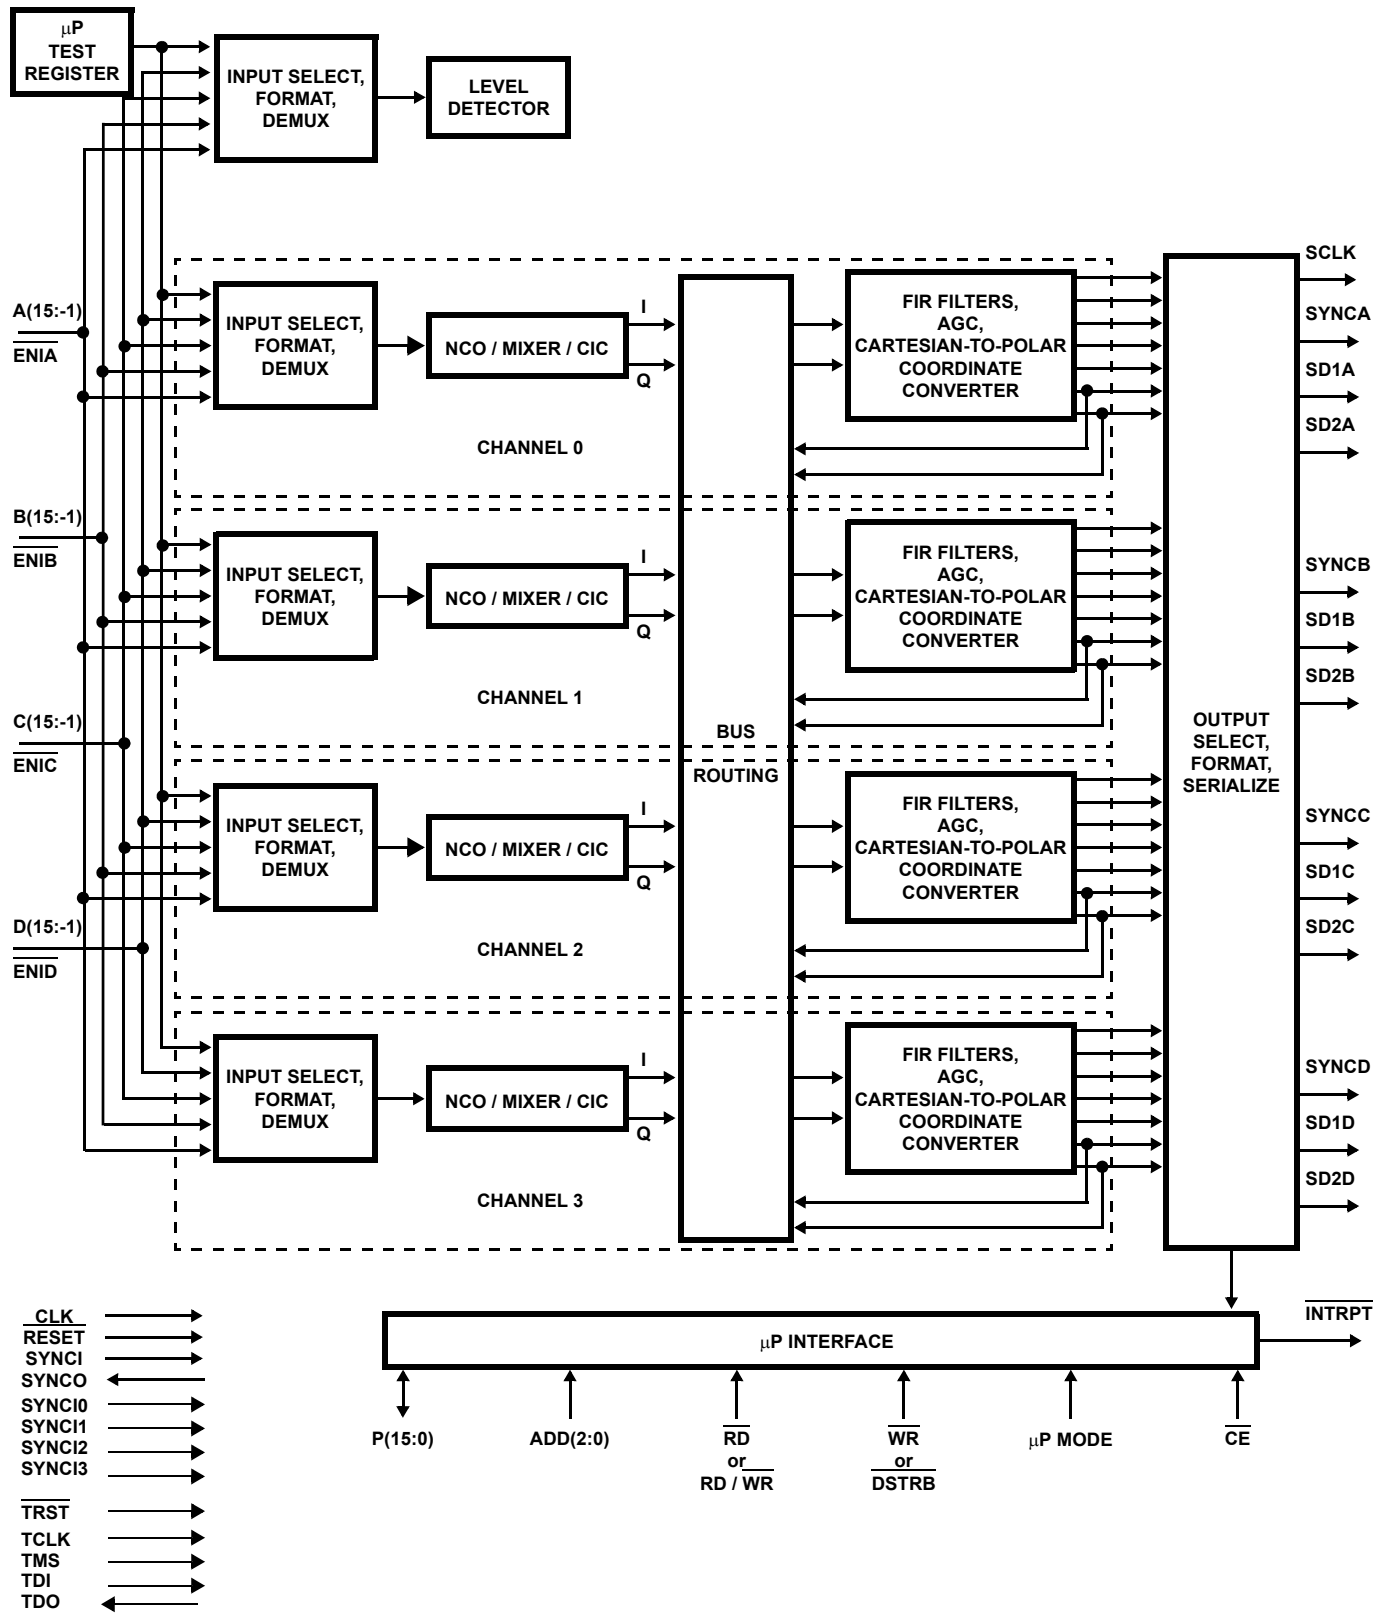 µP
TEST
REGISTER
INPUT SELECT,
FORMAT,
DEMUX
LEVEL
DETECTOR
A(15:-1)
ENIA
B(15:-1)
ENIB
C(15:-1)
ENIC
D(15:-1)
ENID
INPUT SELECT,
FORMAT,
DEMUX
NCO / MIXER / CIC
I
Q
FIR FILTERS,
AGC,
CARTESIAN-TO-POLAR
COORDINATE
CONVERTER
CHANNEL 0
INPUT SELECT,
FORMAT,
DEMUX
NCO / MIXER / CIC
I
Q
FIR FILTERS,
AGC,
CARTESIAN-TO-POLAR
COORDINATE
CONVERTER
CHANNEL 1
BUS
ROUTING
INPUT SELECT,
FORMAT,
DEMUX
NCO / MIXER / CIC
I
Q
FIR FILTERS,
AGC,
CARTESIAN-TO-POLAR
COORDINATE
CONVERTER
CHANNEL 2
INPUT SELECT,
FORMAT,
DEMUX
NCO / MIXER / CIC
I
Q
FIR FILTERS,
AGC,
CARTESIAN-TO-POLAR
COORDINATE
CONVERTER
CHANNEL 3
OUTPUT
SELECT,
FORMAT,
SERIALIZE
SCLK
SYNCA
SD1A
SD2A
SYNCB
SD1B
SD2B
SYNCC
SD1C
SD2C
SYNCD
SD1D
SD2D
INTRPT
µP INTERFACE
P(15:0)
ADD(2:0)
RD
or
RD / WR
WR
or
DSTRB
µP MODE
CE
CLK
RESET
SYNCI
SYNCO
SYNCI0
SYNCI1
SYNCI2
SYNCI3
TRST
TCLK
TMS
TDI
TDO